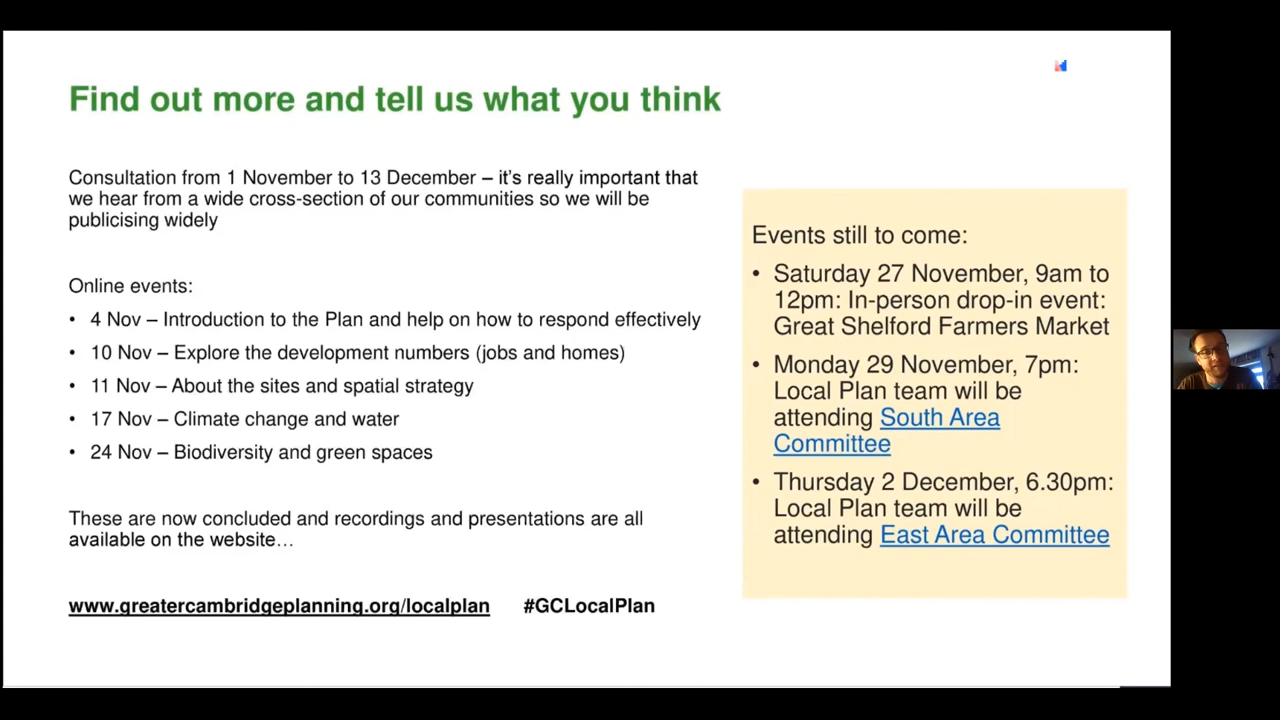 Find out more and tell us what you think
Consultation from 1 November to 13 December – it's really important that
we hear from a wide cross-section of our communities so we will be
publicising widely
Online events:
• 4 Nov – Introduction to the Plan and help on how to respond effectively
• 10 Nov – Explore the development numbers (jobs and homes)
• 11 Nov – About the sites and spatial strategy
• 17 Nov – Climate change and water
• 24 Nov – Biodiversity and green spaces
These are now concluded and recordings and presentations are all
available on the website…
www.greatercambridgeplanning.org/localplan #GCLocalPlan
Events still to come:
• Saturday 27 November, 9am to
12pm: In-person drop-in event:
Great Shelford Farmers Market
• Monday 29 November, 7pm:
Local Plan team will be
attending South Area
Committee
• Thursday 2 December, 6.30pm:
Local Plan team will be
attending East Area Committee